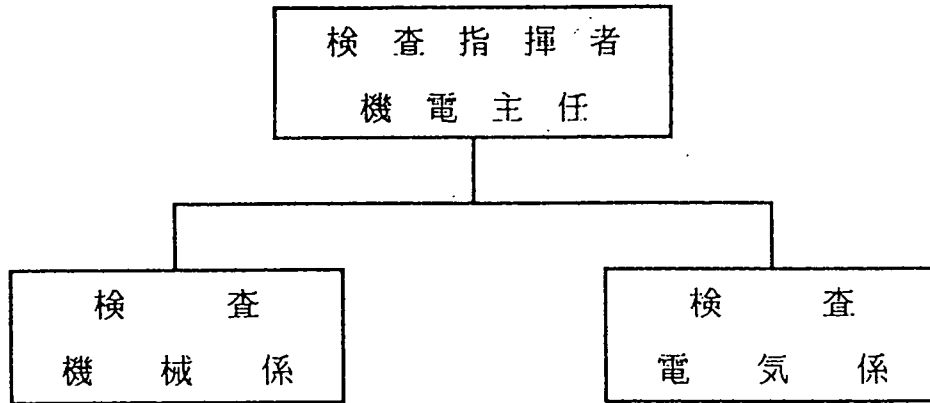 検査指揮者
機電主任
検査
機械係
検査
電気係